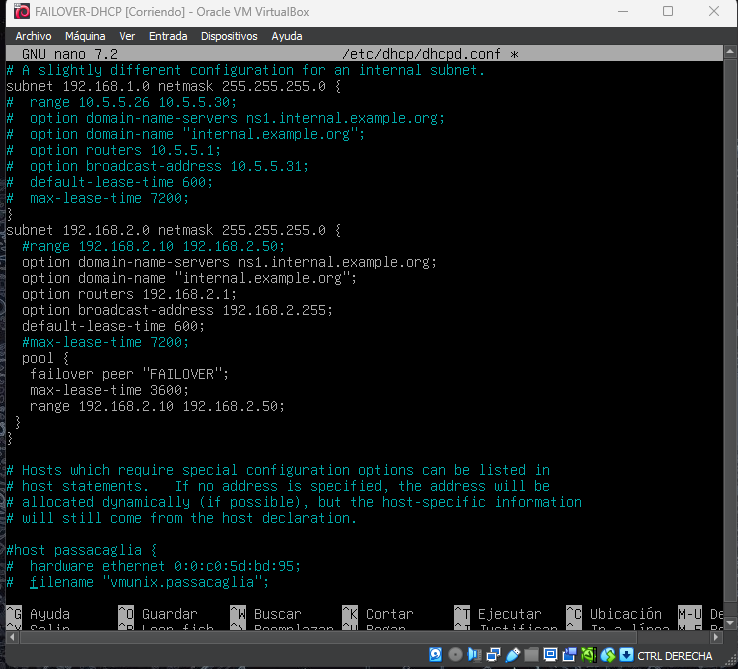 FAILOVER-DHCP [Corriendo] - Oracle VM VirtualBox
Archivo Máquina Ver Entrada Dispositivos Ayuda
GNU nano 7.2 /etc/dhcp/dhcpd.conf *
# A slightly different configuration for an internal subnet.
subnet 192.168.1.0 netmask 255.255.255.0 {
#  range 10.5.5.26 10.5.5.30;
#  option domain-name-servers ns1.internal.example.org;
#  option domain-name "internal.example.org";
#  option routers 10.5.5.1;
#  option broadcast-address 10.5.5.31;
#  default-lease-time 600;
#  max-lease-time 7200;
}
subnet 192.168.2.0 netmask 255.255.255.0 {
  #range 192.168.2.10 192.168.2.50;
  option domain-name-servers ns1.internal.example.org;
  option domain-name "internal.example.org";
  option routers 192.168.2.1;
  option broadcast-address 192.168.2.255;
  default-lease-time 600;
  #max-lease-time 7200;
  pool {
   failover peer "FAILOVER";
   max-lease-time 3600;
   range 192.168.2.10 192.168.2.50;
 }
}
# Hosts which require special configuration options can be listed in
# host statements.   If no address is specified, the address will be
# allocated dynamically (if possible), but the host-specific information
# will still come from the host declaration.
#host passacaglia {
#  hardware ethernet 0:0:c0:5d:bd:95;
#  filename "vmunix.passacaglia";
^G Ayuda ^O Guardar ^W Buscar ^K Cortar ^T Ejecutar ^C Ubicación M-U De
CTRL DERECHA